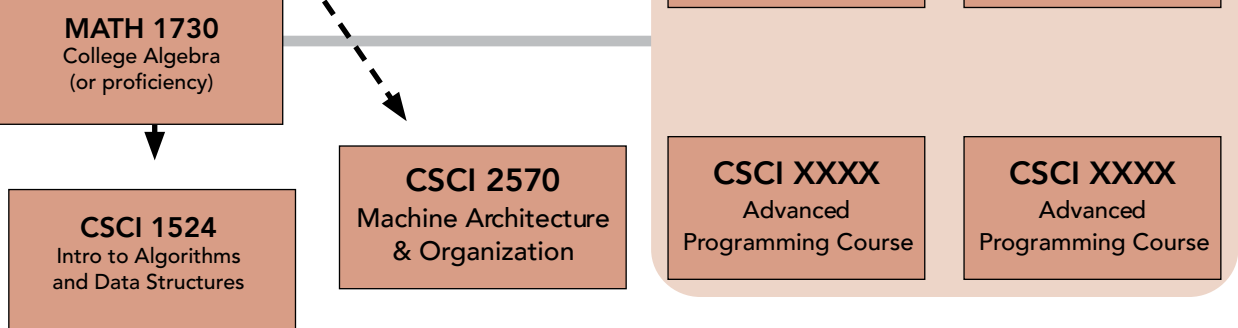 MATH 1730
College Algebra
(or proficiency)
CSCI 1524
Intro to Algorithms
and Data Structures
CSCI 2570
Machine Architecture
& Organization
CSCI XXXX
Advanced
Programming Course
CSCI XXXX
Advanced
Programming Course